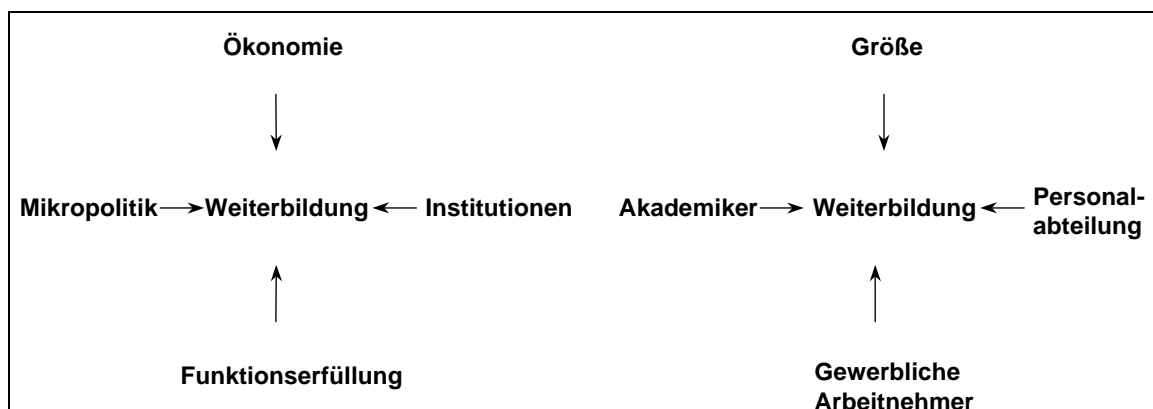 Ökonomie
Größe
Mikropolitik
Weiterbildung
Institutionen
Akademiker
Weiterbildung
Personal-
abteilung
Funktionserfüllung
Gewerbliche
Arbeitnehmer